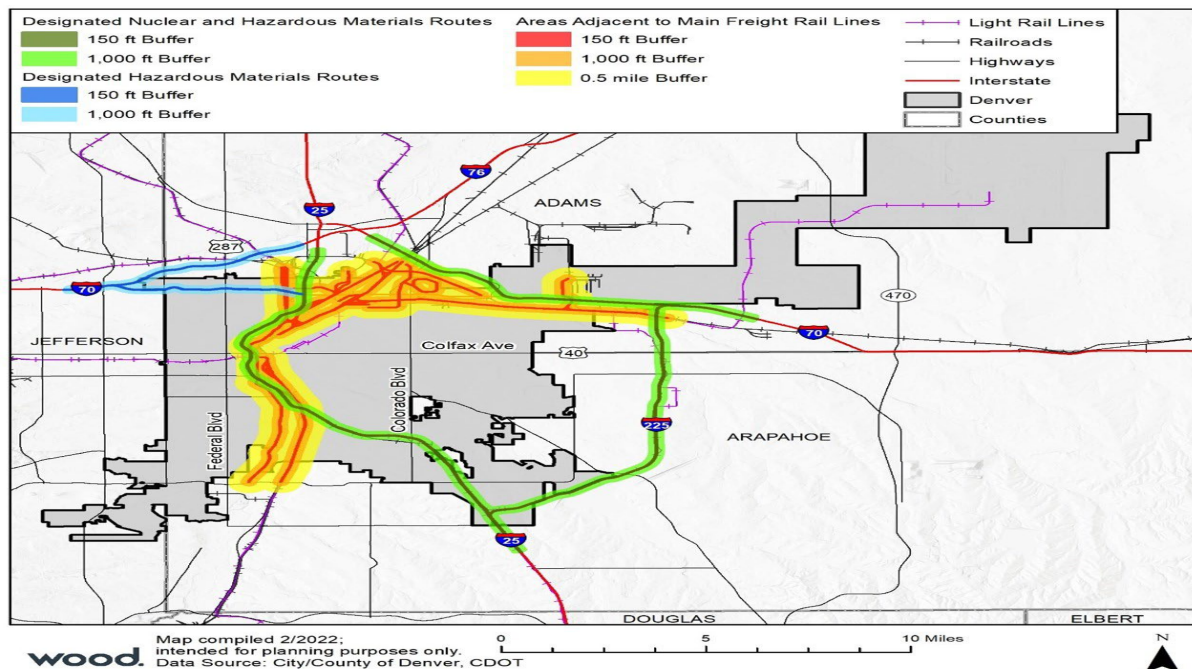 Designated Nuclear and Hazardous Materials Routes
150 ft Buffer
1,000 ft Buffer
Designated Hazardous Materials Routes
150 ft Buffer
1,000 ft Buffer
Areas Adjacent to Main Freight Rail Lines
150 ft Buffer
1,000 ft Buffer
0.5 mile Buffer
Light Rail Lines
Railroads
Highways
Interstate
Denver
Counties
76
25
ADAMS
287
70
470
JEFFERSON
Colfax Ave
40
70
Federal Blvd
Colorado Blvd
225
ARAPAHOE
25
DOUGLAS
ELBERT
wood.
Map compiled 2/2022;
intended for planning purposes only.
Data Source: City/County of Denver, CDOT
0 5 10 Miles
N